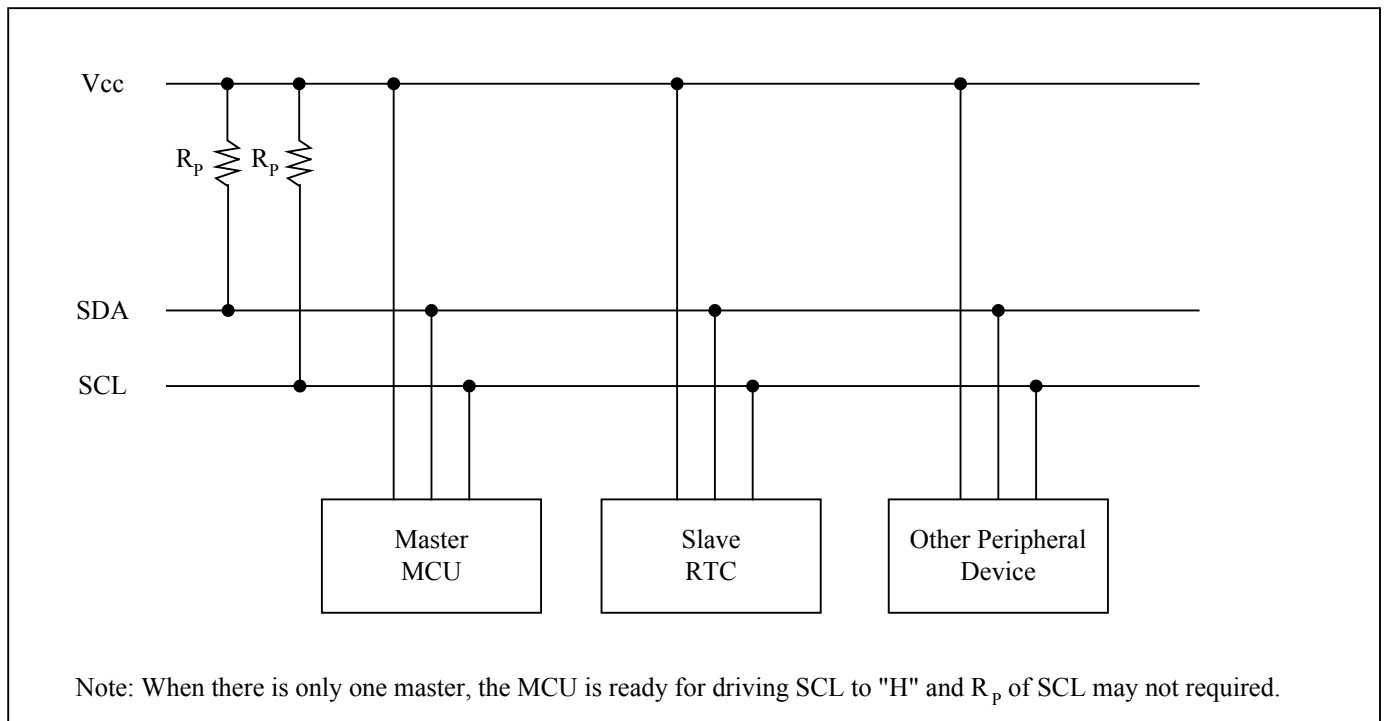 Vcc
R_P R_P
SDA
SCL
Master
MCU
Slave
RTC
Other Peripheral
Device
Note: When there is only one master, the MCU is ready for driving SCL to "H" and R_P of SCL may not required.